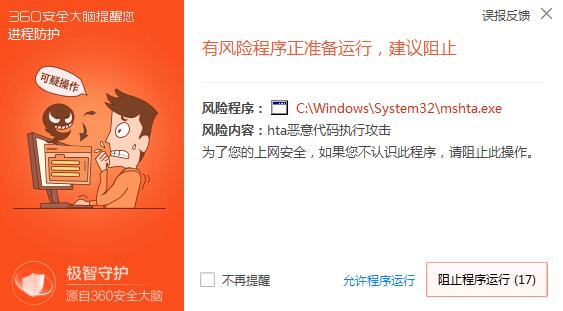 360安全大脑提醒您
进程防护
误报反馈
有风险程序正准备运行，建议阻止
可疑操作
风险程序： C:\Windows\System32\mshta.exe
风险内容：hta恶意代码执行攻击
为了您的上网安全，如果您不认识此程序，请阻止此操作。
极智守护
源自360安全大脑
不再提醒
允许程序运行
阻止程序运行 (17)